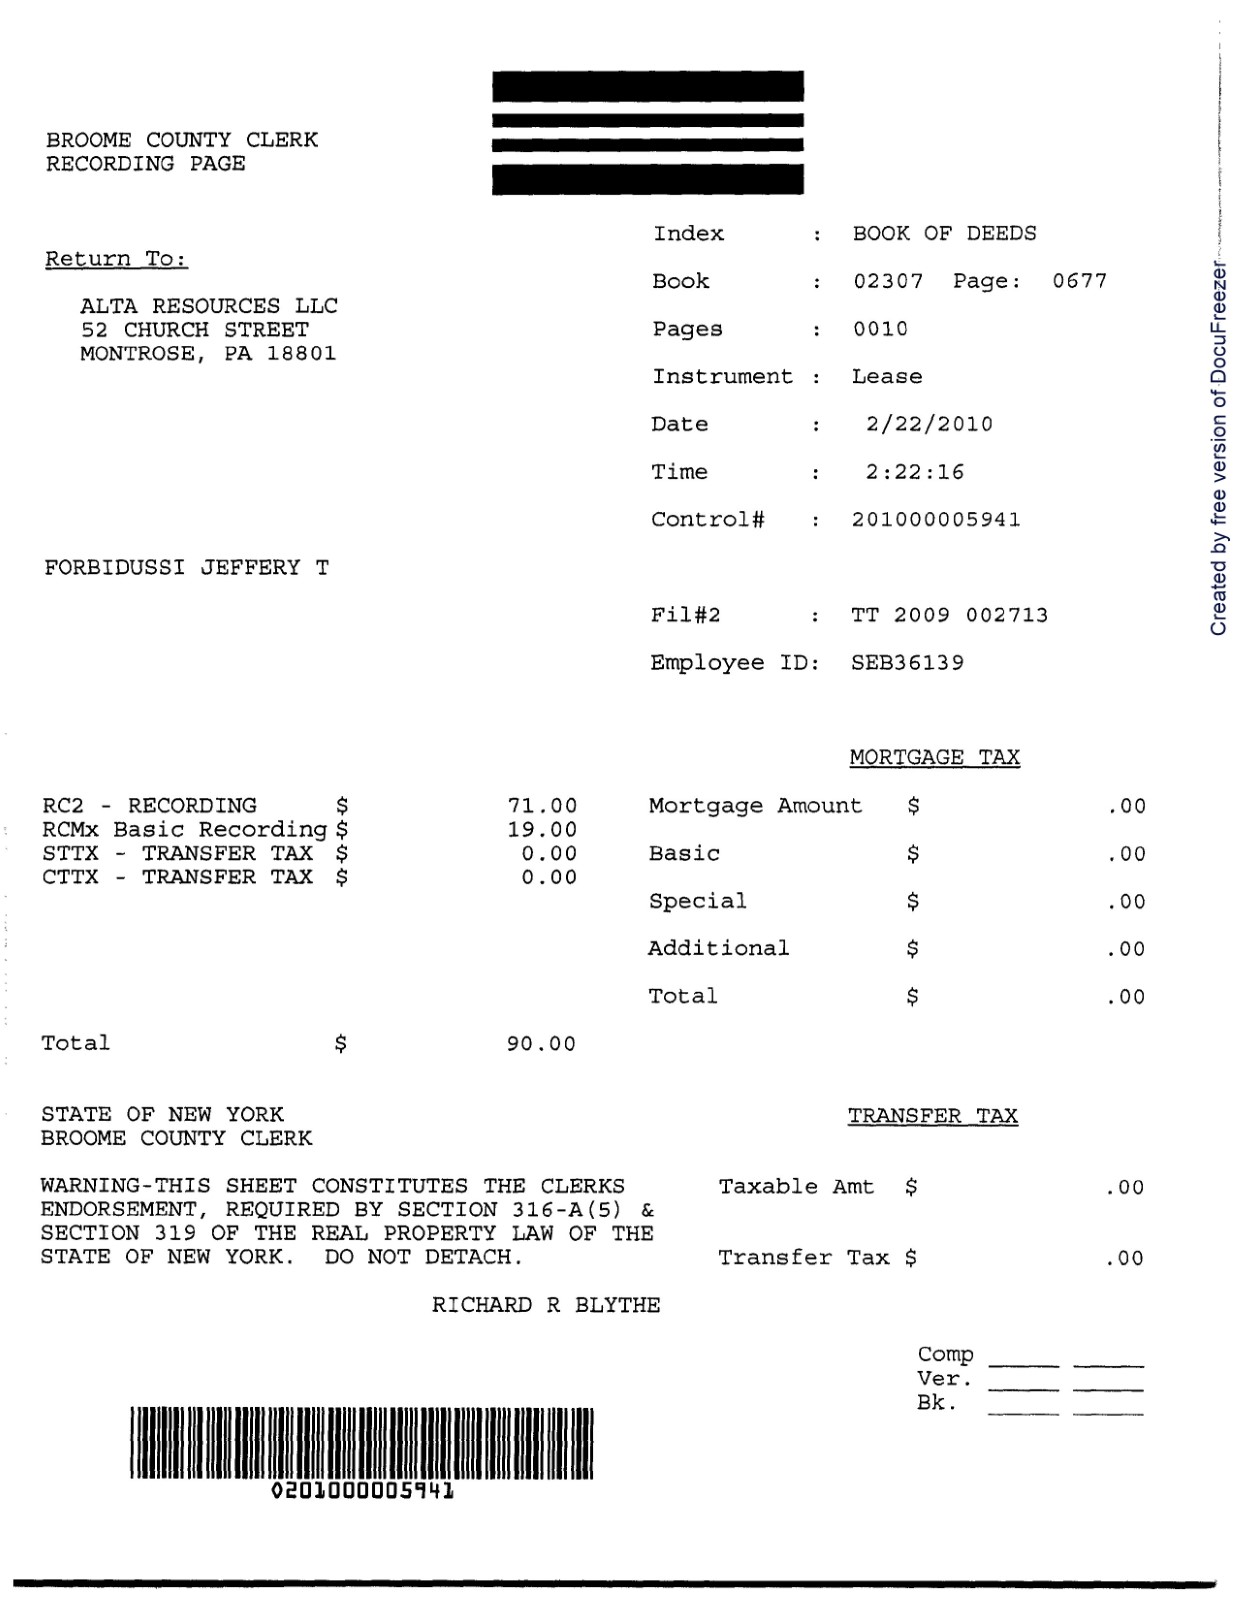 BROOME COUNTY CLERK
RECORDING PAGE
Return To:
ALTA RESOURCES LLC
52 CHURCH STREET
MONTROSE, PA 18801
Index : BOOK OF DEEDS
Book : 02307 Page: 0677
Pages : 0010
Instrument : Lease
Date : 2/22/2010
Time : 2:22:16
Control# : 201000005941
FORBIDUSSI JEFFERY T
Fil#2 : TT 2009 002713
Employee ID: SEB36139
MORTGAGE TAX
RC2 - RECORDING $ 71.00
RCMx Basic Recording $ 19.00
STTX - TRANSFER TAX $ 0.00
CTTX - TRANSFER TAX $ 0.00
Mortgage Amount $ .00
Basic $ .00
Special $ .00
Additional $ .00
Total $ .00
Total $ 90.00
STATE OF NEW YORK
BROOME COUNTY CLERK
WARNING-THIS SHEET CONSTITUTES THE CLERKS
ENDORSEMENT, REQUIRED BY SECTION 316-A(5) &
SECTION 319 OF THE REAL PROPERTY LAW OF THE
STATE OF NEW YORK. DO NOT DETACH.
TRANSFER TAX
Taxable Amt $ .00
Transfer Tax $ .00
RICHARD R BLYTHE
Comp
Ver.
Bk.
0201000005941
Created by free version of DocuFreezer